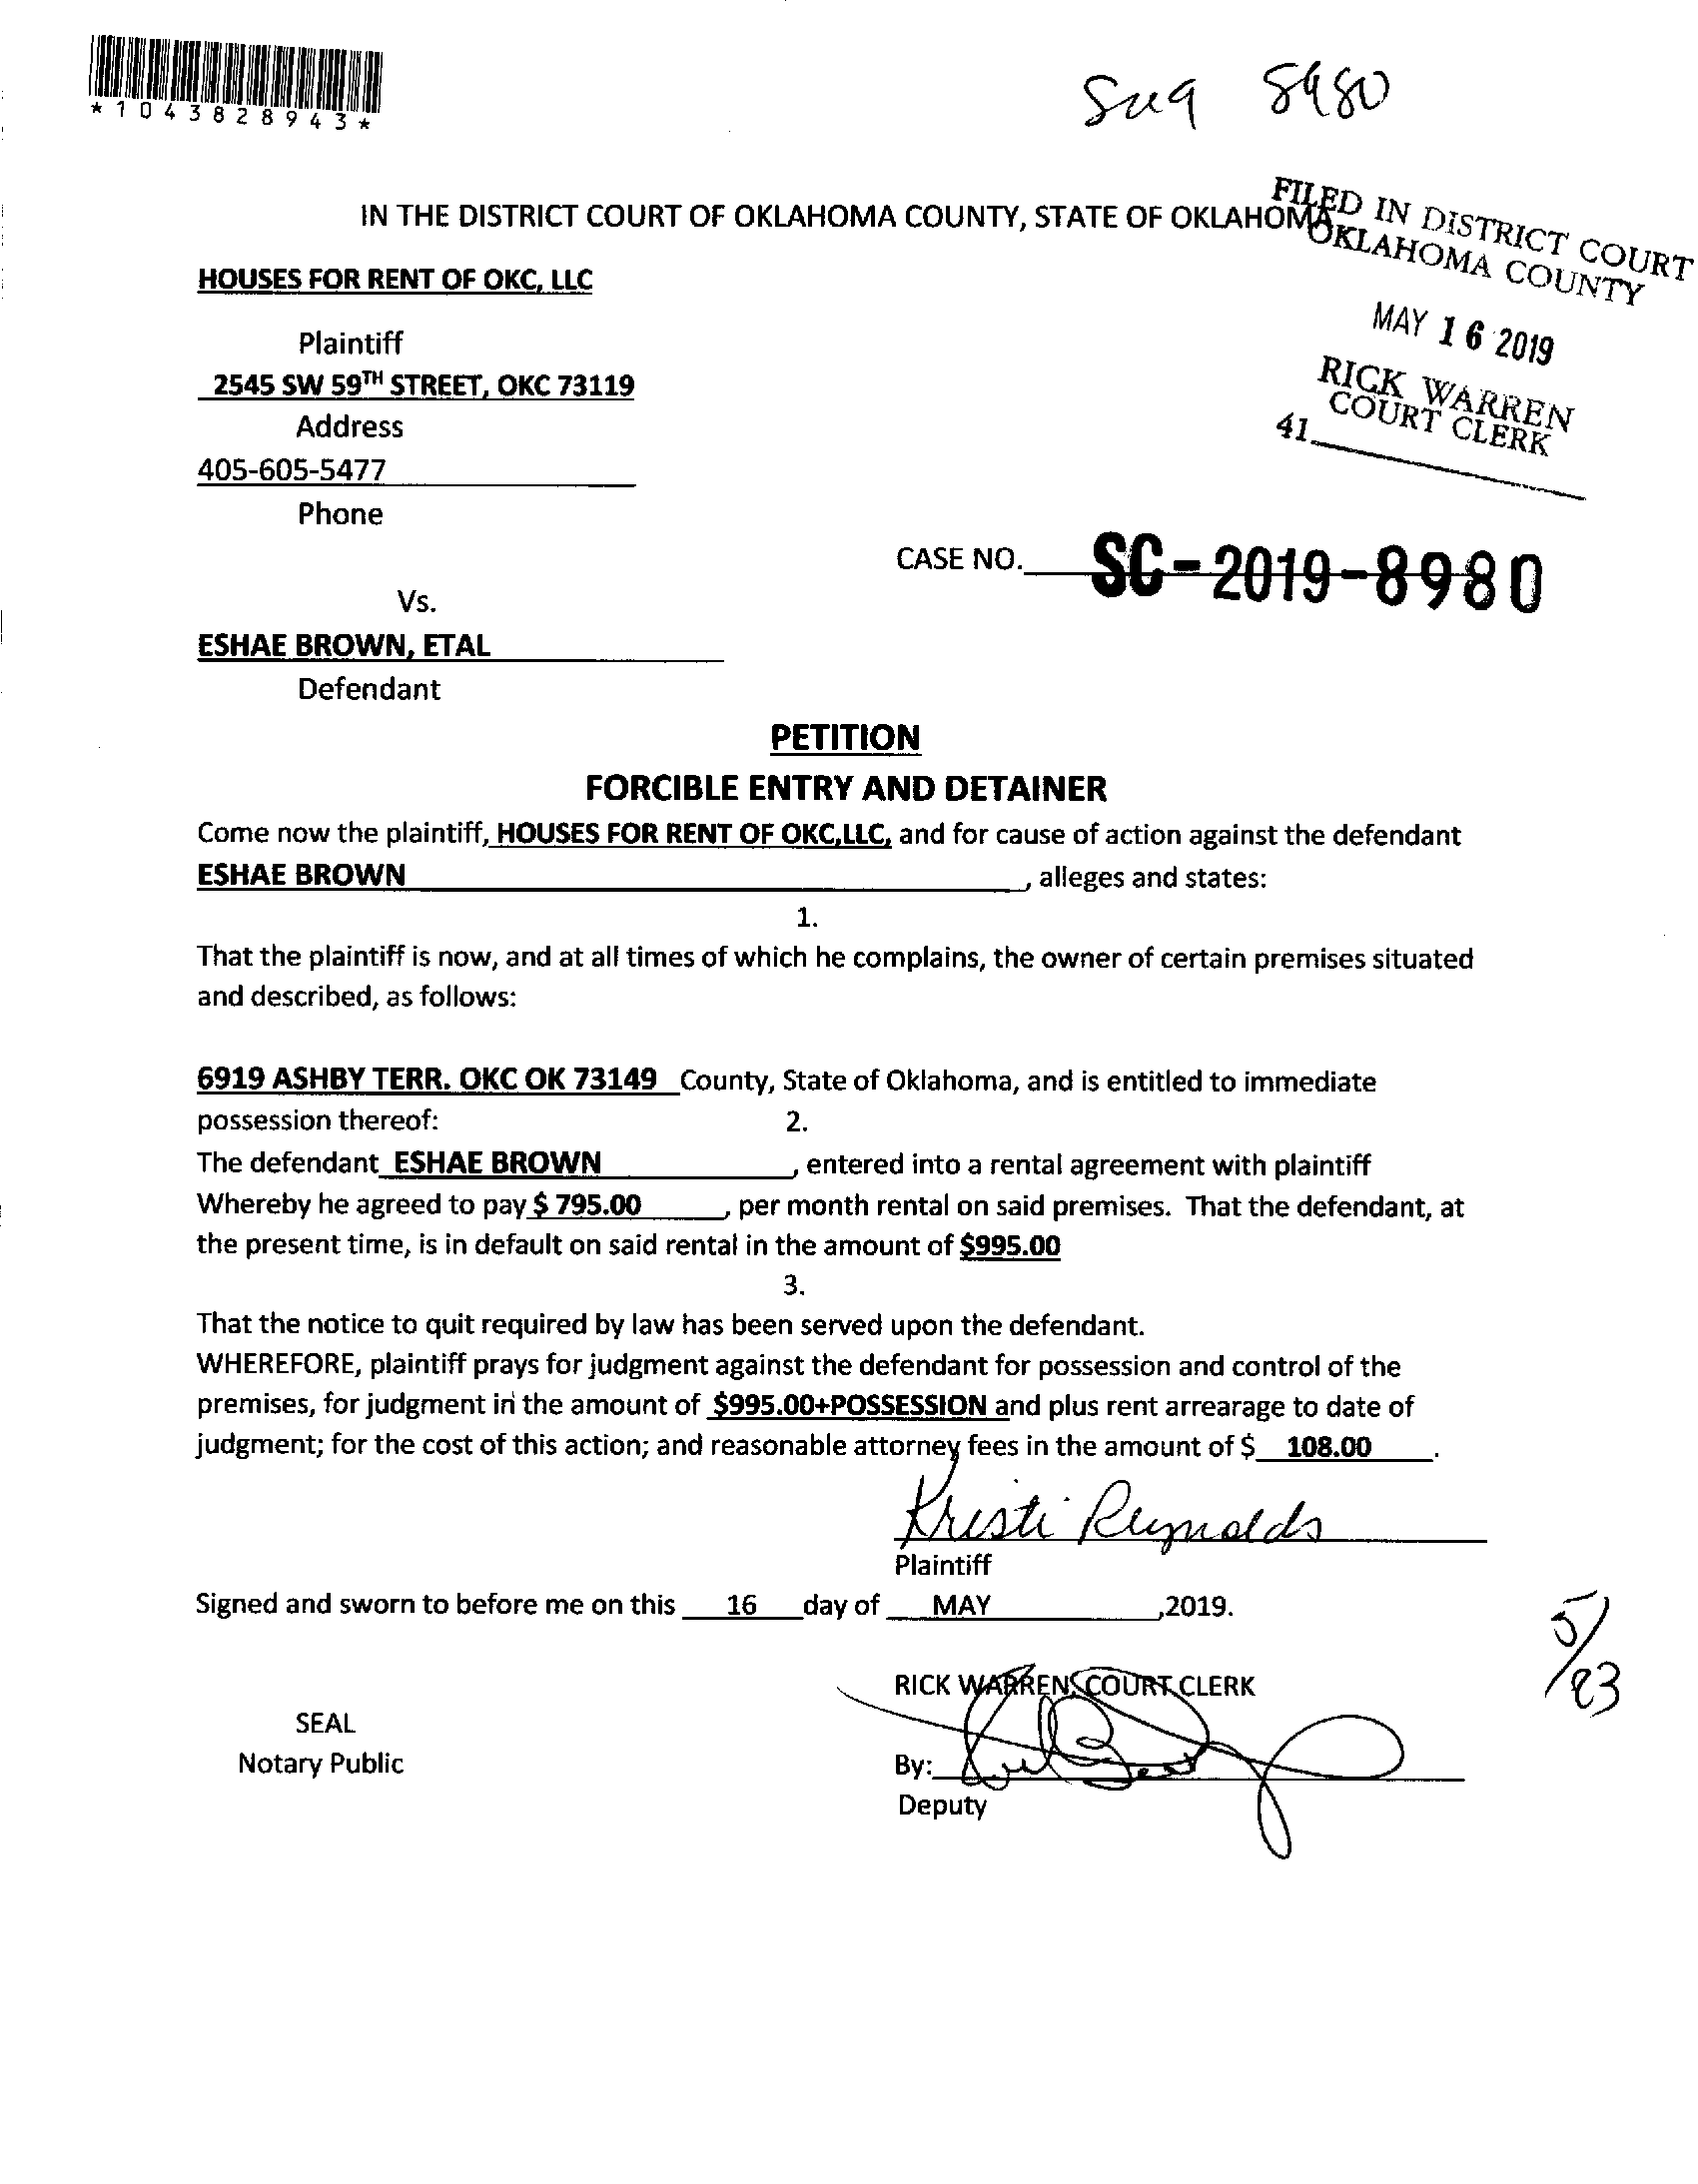 *1043828943*
8980
IN THE DISTRICT COURT OF OKLAHOMA COUNTY, STATE OF OKLAHOMA
FILED IN DISTRICT COURT
OKLAHOMA COUNTY
MAY 16 2019
RICK WARREN
COURT CLERK
41
HOUSES FOR RENT OF OKC, LLC
Plaintiff
2545 SW 59TH STREET, OKC 73119
Address
405-605-5477
Phone
CASE NO. SC-2019-8980
Vs.
ESHAE BROWN, ETAL
Defendant
PETITION
FORCIBLE ENTRY AND DETAINER
Come now the plaintiff, HOUSES FOR RENT OF OKC,LLC, and for cause of action against the defendant
ESHAE BROWN, alleges and states:
1.
That the plaintiff is now, and at all times of which he complains, the owner of certain premises situated
and described, as follows:
6919 ASHBY TERR. OKC OK 73149 County, State of Oklahoma, and is entitled to immediate
possession thereof: 2.
The defendant ESHAE BROWN, entered into a rental agreement with plaintiff
Whereby he agreed to pay $ 795.00, per month rental on said premises. That the defendant, at
the present time, is in default on said rental in the amount of $995.00
3.
That the notice to quit required by law has been served upon the defendant.
WHEREFORE, plaintiff prays for judgment against the defendant for possession and control of the
premises, for judgment in the amount of $995.00+POSSESSION and plus rent arrearage to date of
judgment; for the cost of this action; and reasonable attorney fees in the amount of $ 108.00.
Kristi Reynolds
Plaintiff
Signed and sworn to before me on this 16 day of MAY ,2019.
5/23
RICK WARREN, COURT CLERK
SEAL
Notary Public
By:
Deputy